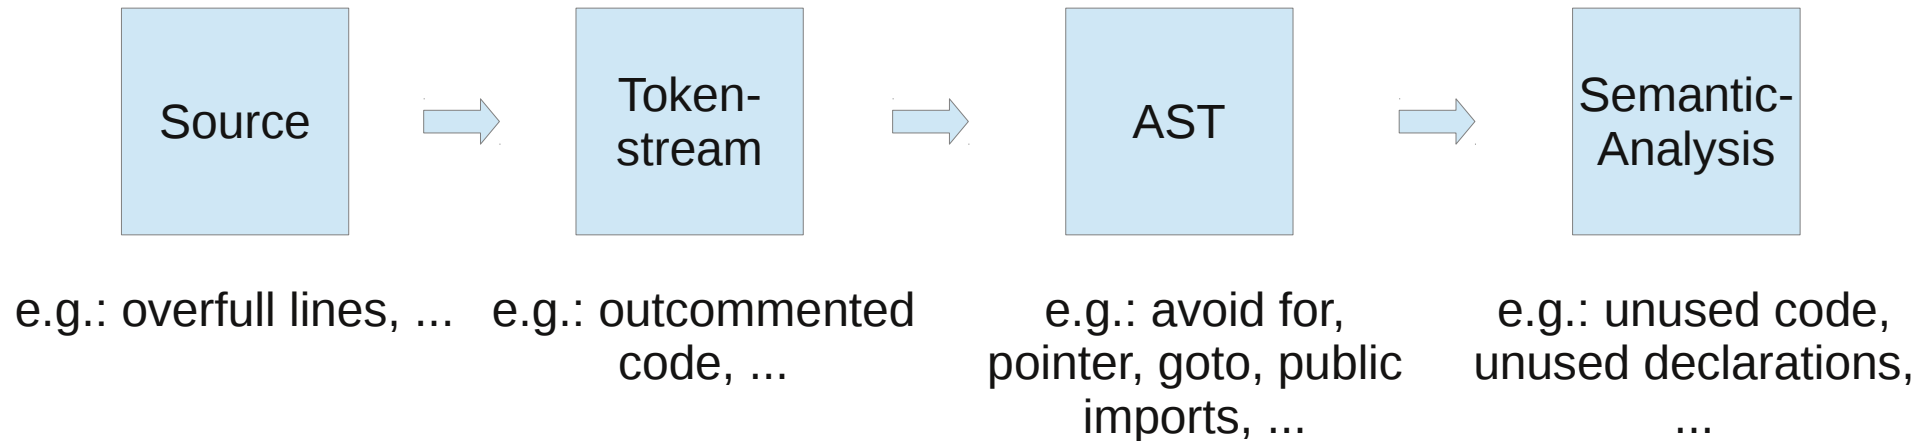 Source
Token-
stream
AST
Semantic-
Analysis
e.g.: overfull lines, ...
e.g.: outcommented
code, ...
e.g.: avoid for,
pointer, goto, public
imports, ...
e.g.: unused code,
unused declarations,
...